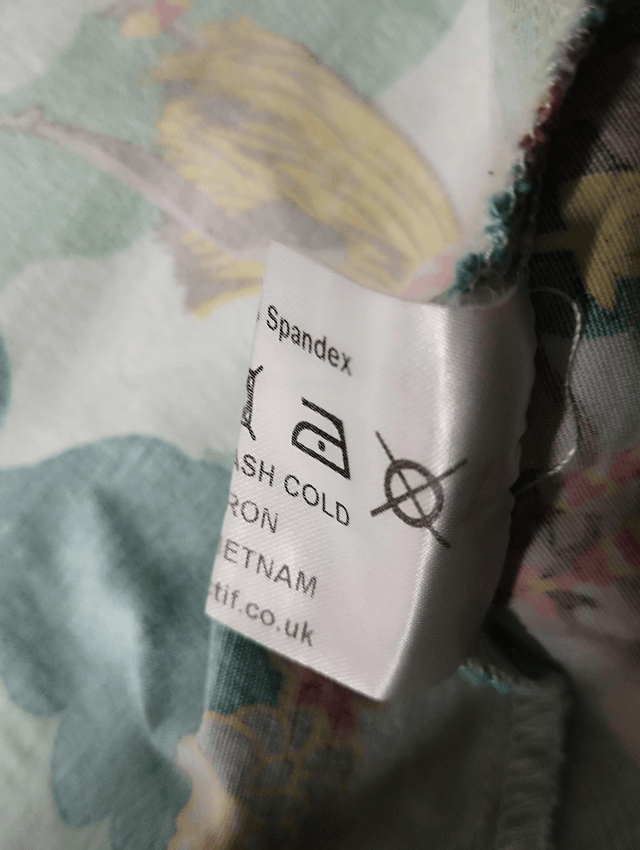 Spandex
ASH COLD
RON
ETNAM
tif.co.uk